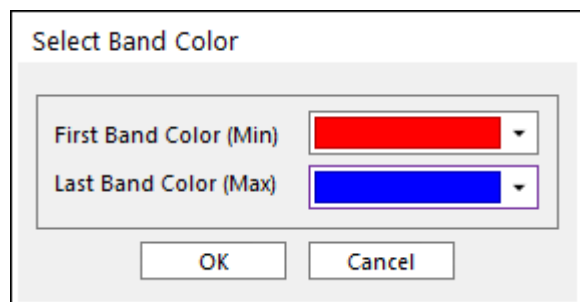 Select Band Color
First Band Color (Min)
Last Band Color (Max)
OK Cancel